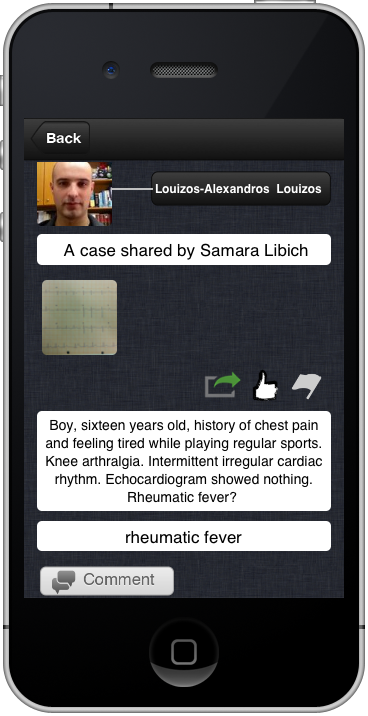 Back
Louizos-Alexandros Louizos
A case shared by Samara Libich
Boy, sixteen years old, history of chest pain
and feeling tired while playing regular sports.
Knee arthralgia. Intermittent irregular cardiac
rhythm. Echocardiogram showed nothing.
Rheumatic fever?
rheumatic fever
Comment